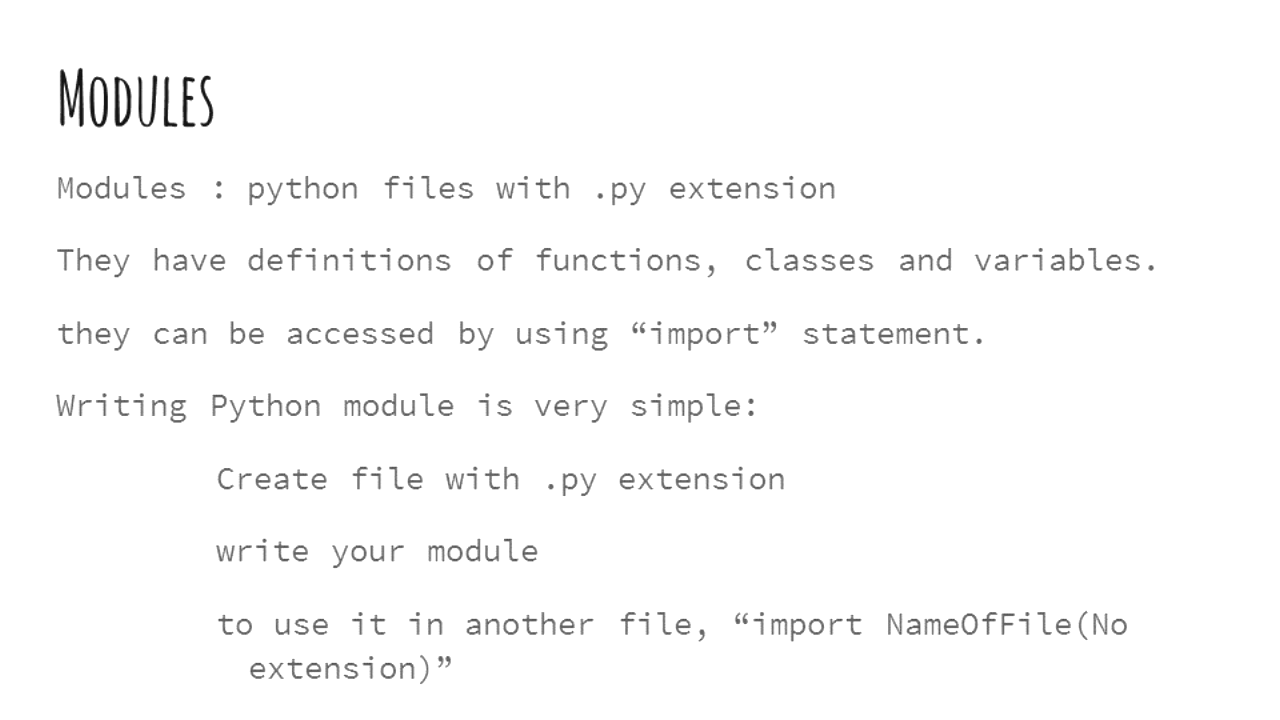 Modules
Modules : python files with .py extension
They have definitions of functions, classes and variables.
they can be accessed by using “import” statement.
Writing Python module is very simple:
Create file with .py extension
write your module
to use it in another file, “import NameOfFile(No
extension)”